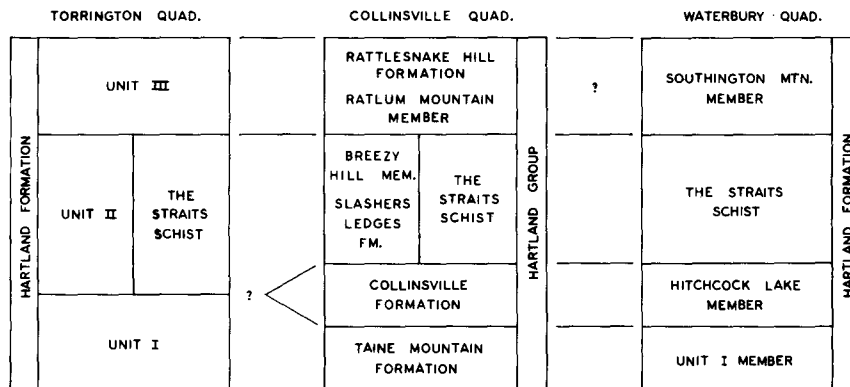 TORRINGTON QUAD.
COLLINSVILLE QUAD.
WATERBURY QUAD.
HARTLAND FORMATION
UNIT III
UNIT II
THE
STRAITS
SCHIST
UNIT I
?
RATTLESNAKE HILL
FORMATION
RATLUM MOUNTAIN
MEMBER
BREEZY
HILL MEM.
SLASHERS
LEDGES
FM.
THE
STRAITS
SCHIST
COLLINSVILLE
FORMATION
TAINE MOUNTAIN
FORMATION
HARTLAND GROUP
?
SOUTHINGTON MTN.
MEMBER
THE STRAITS
SCHIST
HITCHCOCK LAKE
MEMBER
UNIT I MEMBER
HARTLAND FORMATION